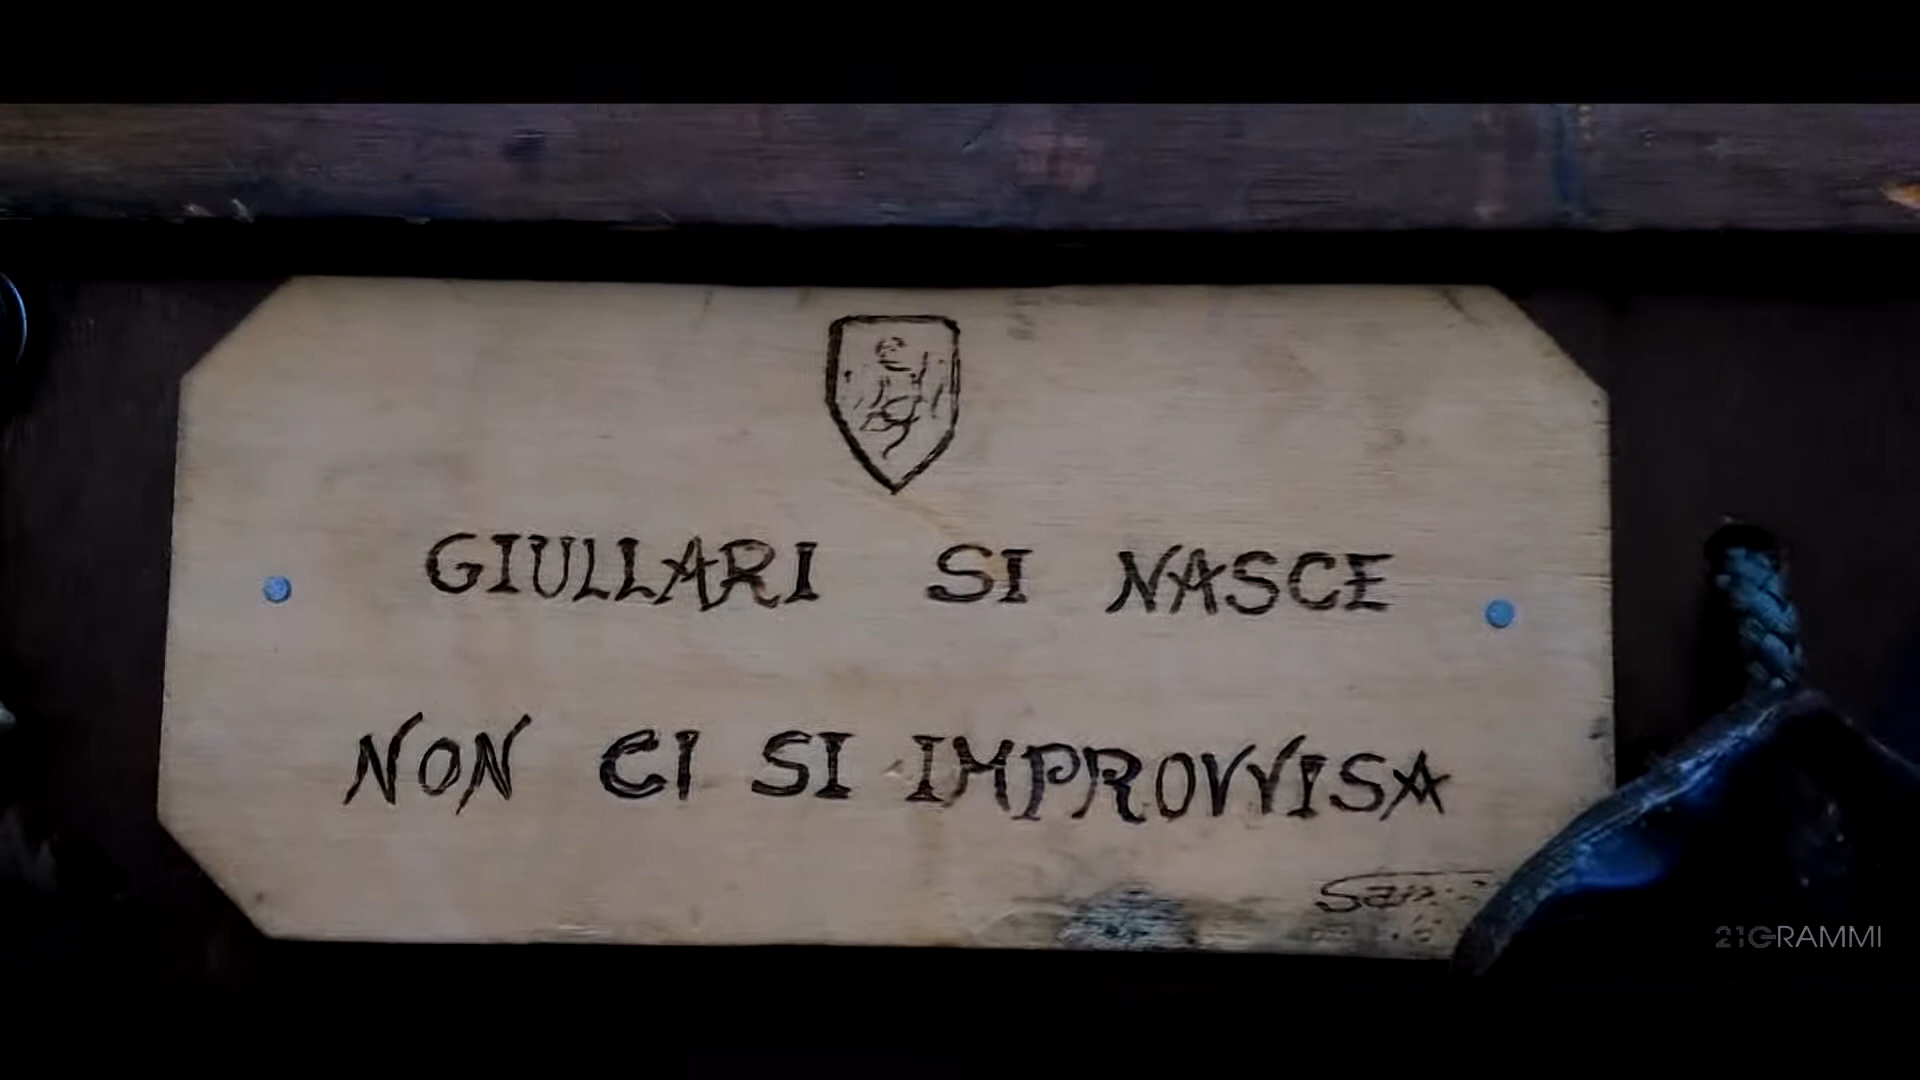 GIULLARI SI NASCE
NON CI SI IMPROVVISA
21GRAMMI